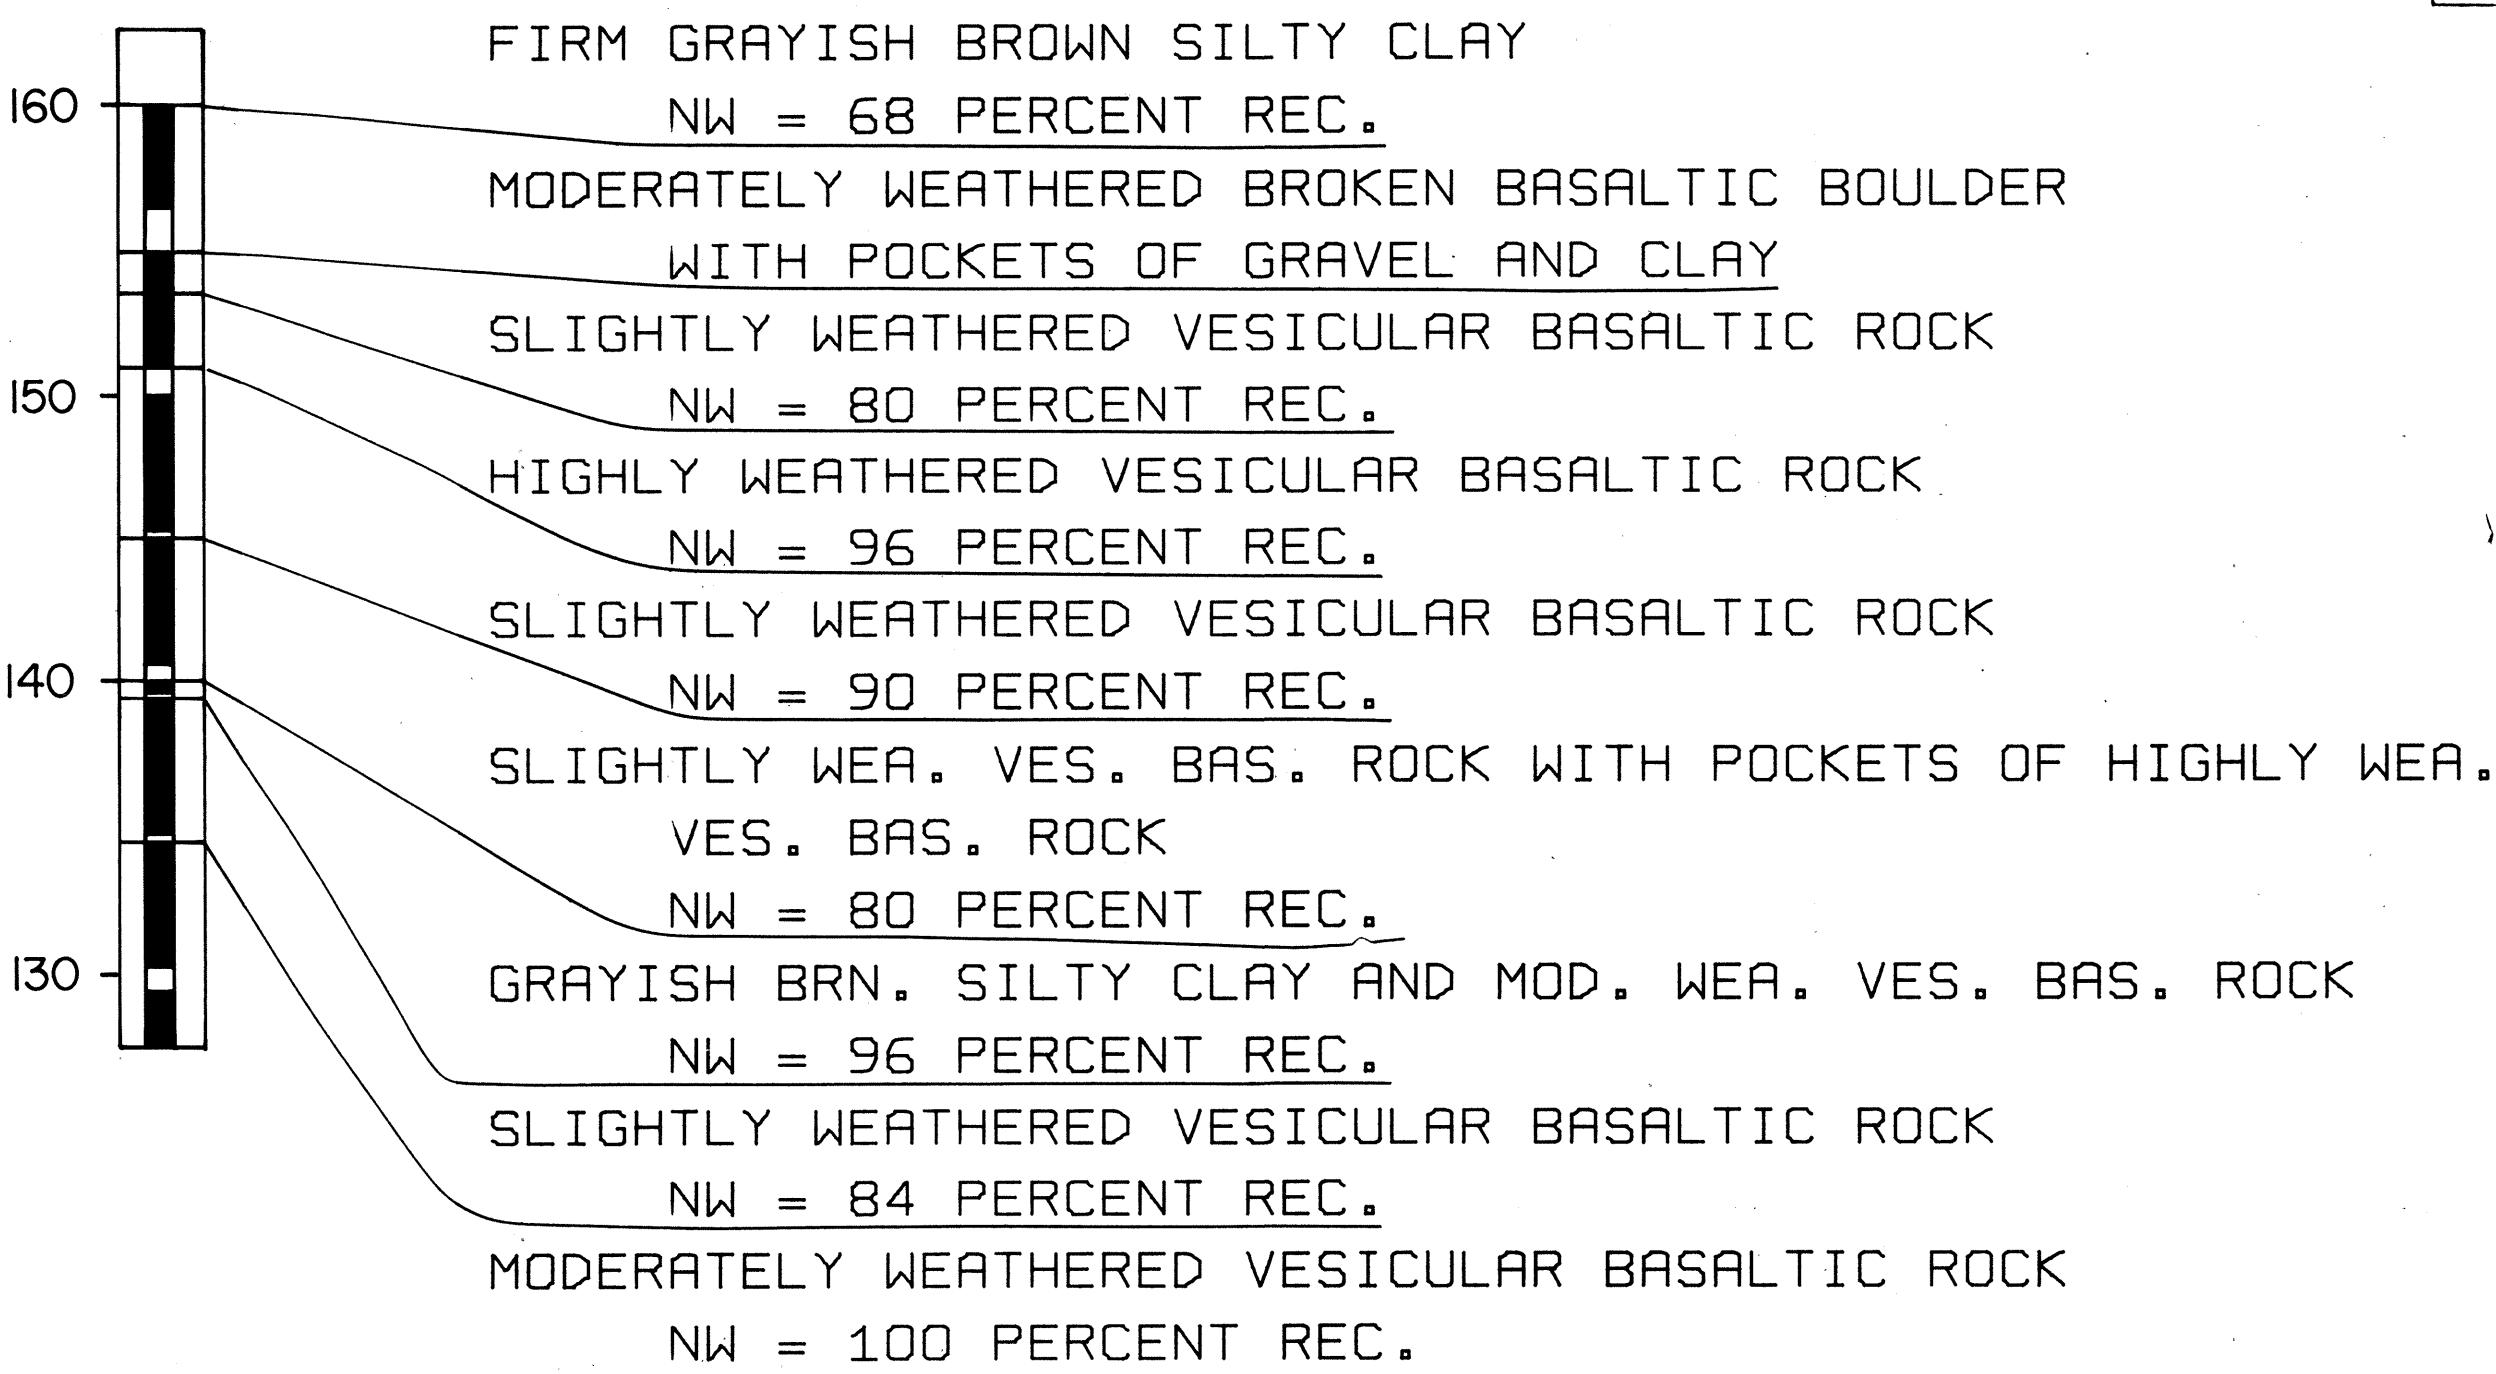 FIRM GRAYISH BROWN SILTY CLAY
160
NW = 68 PERCENT REC.
MODERATELY WEATHERED BROKEN BASALTIC BOULDER
WITH POCKETS OF GRAVEL AND CLAY
SLIGHTLY WEATHERED VESICULAR BASALTIC ROCK
150
NW = 80 PERCENT REC.
HIGHLY WEATHERED VESICULAR BASALTIC ROCK
NW = 96 PERCENT REC.
SLIGHTLY WEATHERED VESICULAR BASALTIC ROCK
140
NW = 90 PERCENT REC.
SLIGHTLY WEA. VES. BAS. ROCK WITH POCKETS OF HIGHLY WEA.
VES. BAS. ROCK
NW = 80 PERCENT REC.
130
GRAYISH BRN. SILTY CLAY AND MOD. WEA. VES. BAS. ROCK
NW = 96 PERCENT REC.
SLIGHTLY WEATHERED VESICULAR BASALTIC ROCK
NW = 84 PERCENT REC.
MODERATELY WEATHERED VESICULAR BASALTIC ROCK
NW = 100 PERCENT REC.